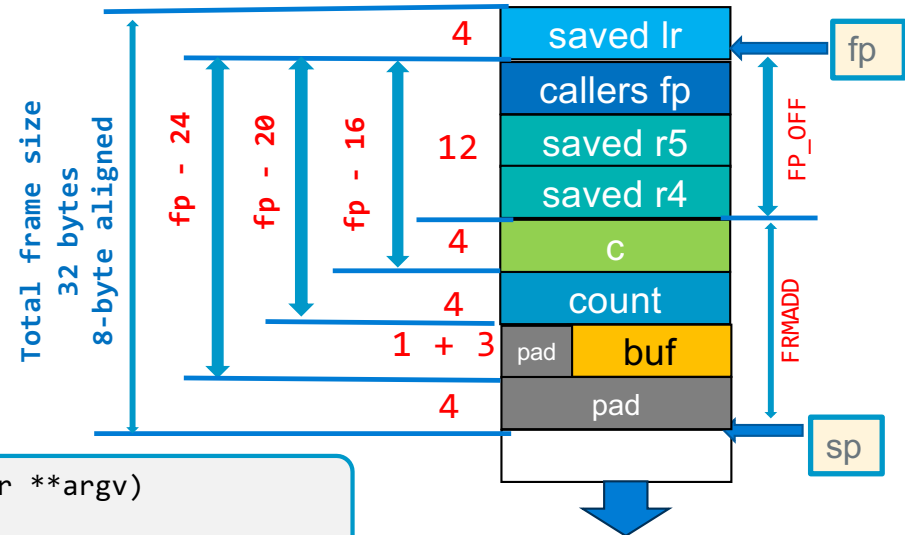 4
saved lr
fp
callers fp
12
saved r5
saved r4
FP_OFF
Total frame size
32 bytes
8-byte aligned
fp - 24
fp - 20
fp - 16
4
c
4
count
FRMADD
1 + 3
pad
buf
4
pad
sp
r **argv)